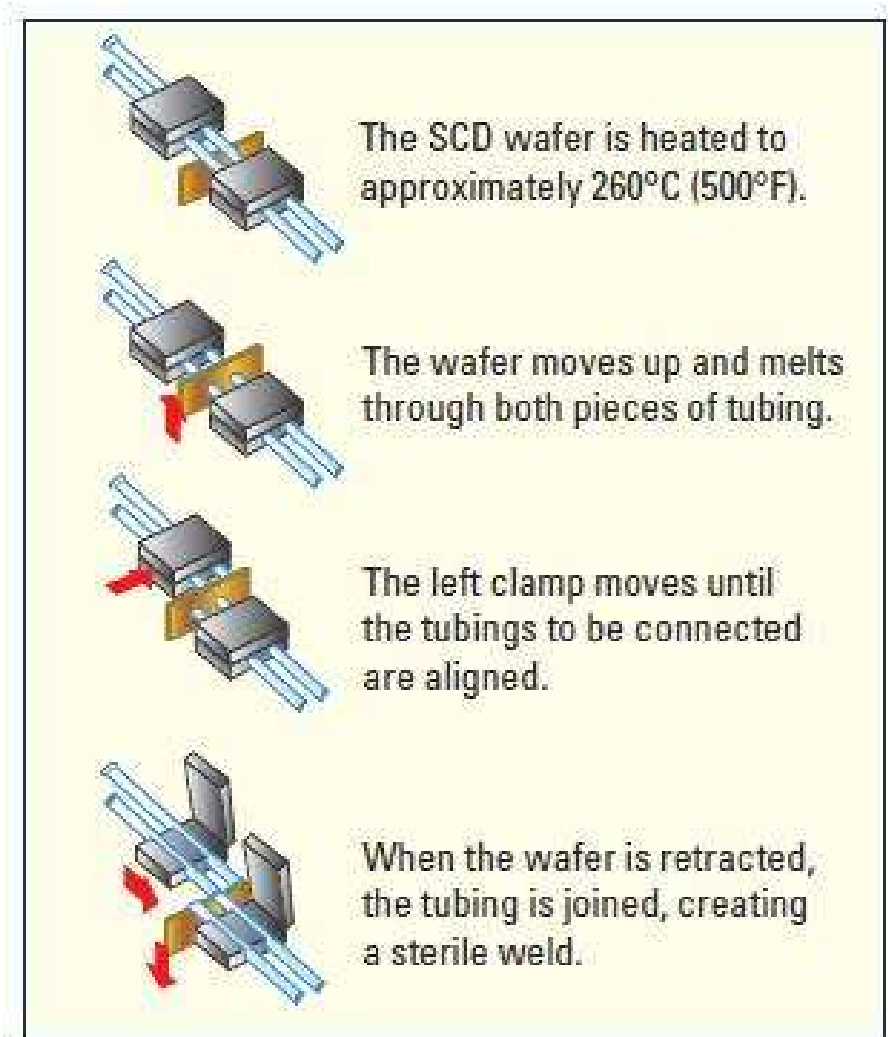 The SCD wafer is heated to
approximately 260ºC (500ºF).
The wafer moves up and melts
through both pieces of tubing.
The left clamp moves until
the tubings to be connected
are aligned.
When the wafer is retracted,
the tubing is joined, creating
a sterile weld.